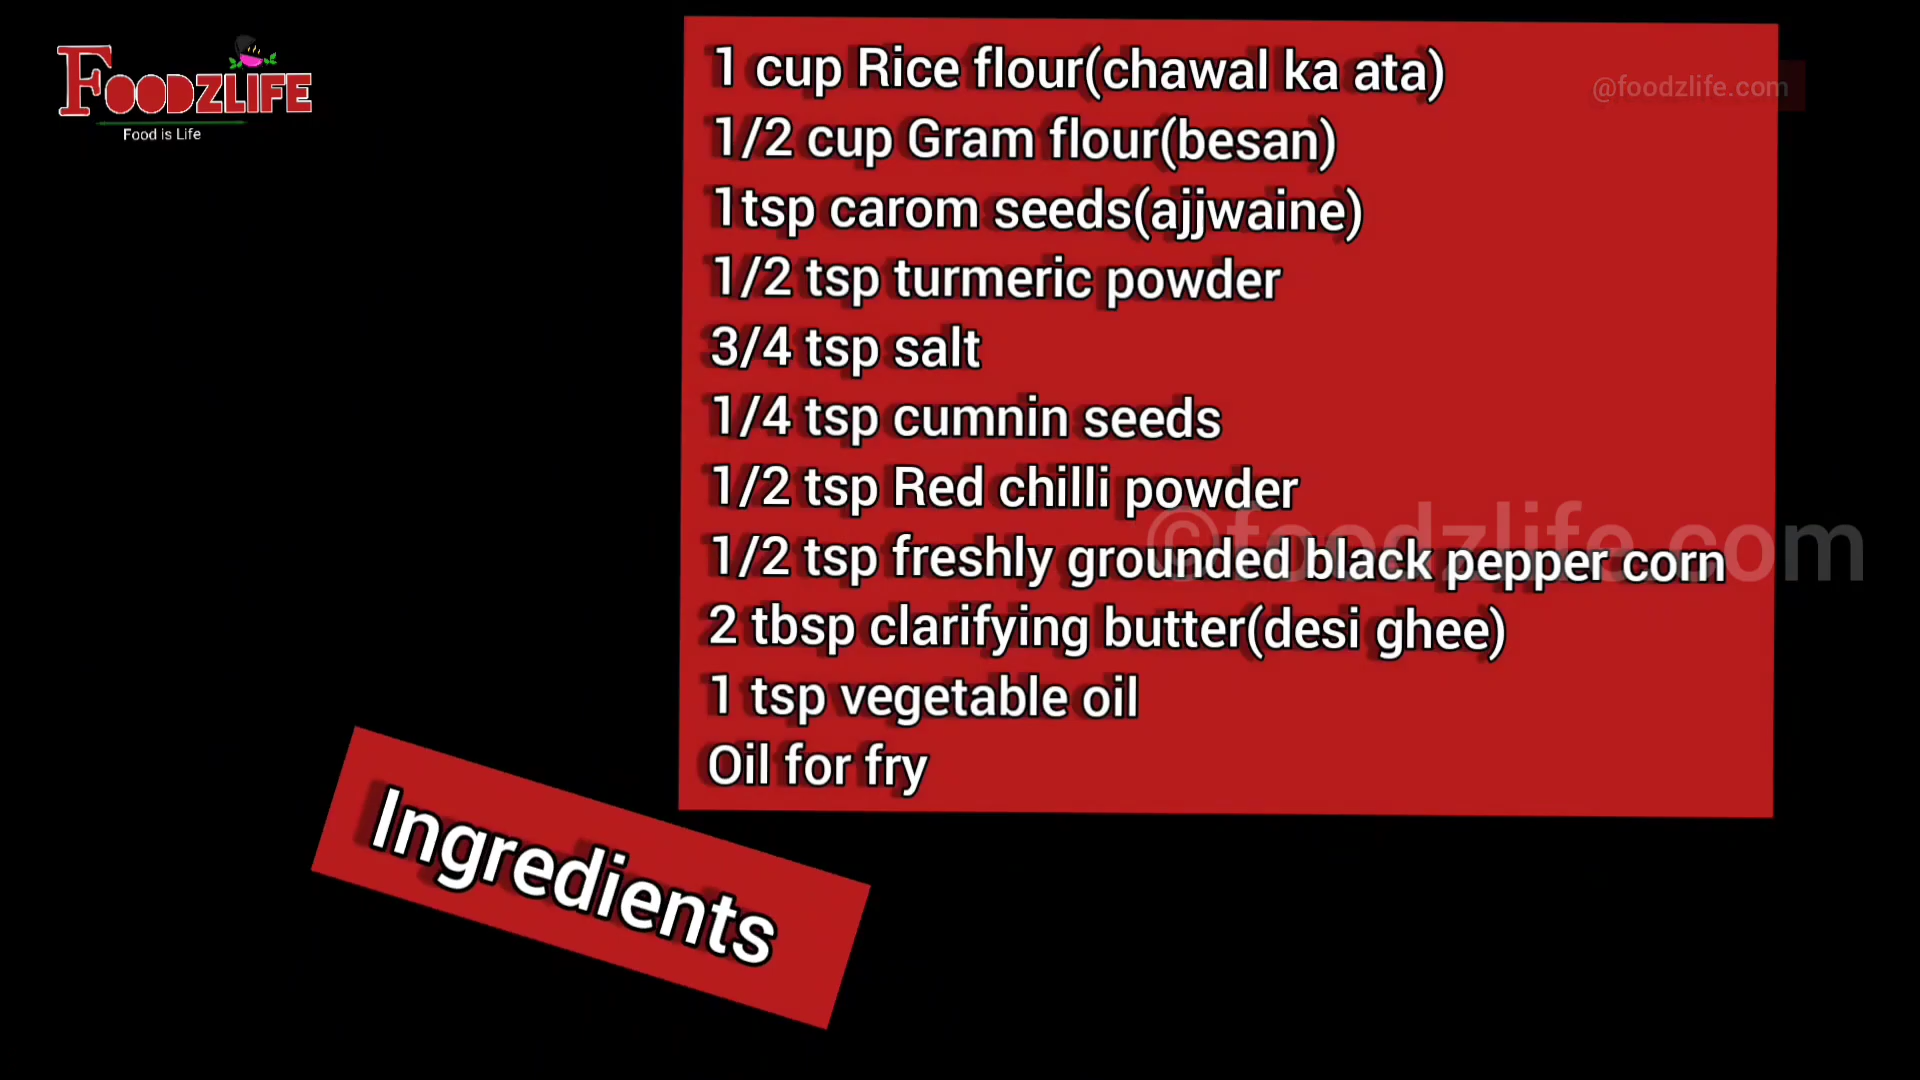 FOODZLIFE
Food is Life
1 cup Rice flour(chawal ka ata)
@foodzlife.com
1/2 cup Gram flour(besan)
1tsp carom seeds(ajjwaine)
1/2 tsp turmeric powder
3/4 tsp salt
1/4 tsp cumnin seeds
1/2 tsp Red chilli powder
©foodzlife.com
1/2 tsp freshly grounded black pepper corn
2 tbsp clarifying butter(desi ghee)
1 tsp vegetable oil
Oil for fry
Ingredients